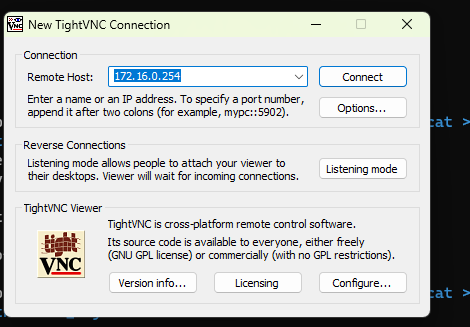 New TightVNC Connection
Connection
Remote Host: 172.16.0.254 Connect
Enter a name or an IP address. To specify a port number,
append it after two colons (for example, mypc::5902). Options...
cat >
Reverse Connections
Listening mode allows people to attach your viewer to
their desktops. Viewer will wait for incoming connections. Listening mode
TightVNC Viewer
TightVNC is cross-platform remote control software.
Its source code is available to everyone, either freely
(GNU GPL license) or commercially (with no GPL restrictions).
tight VNC
Version info... Licensing Configure...
cat >